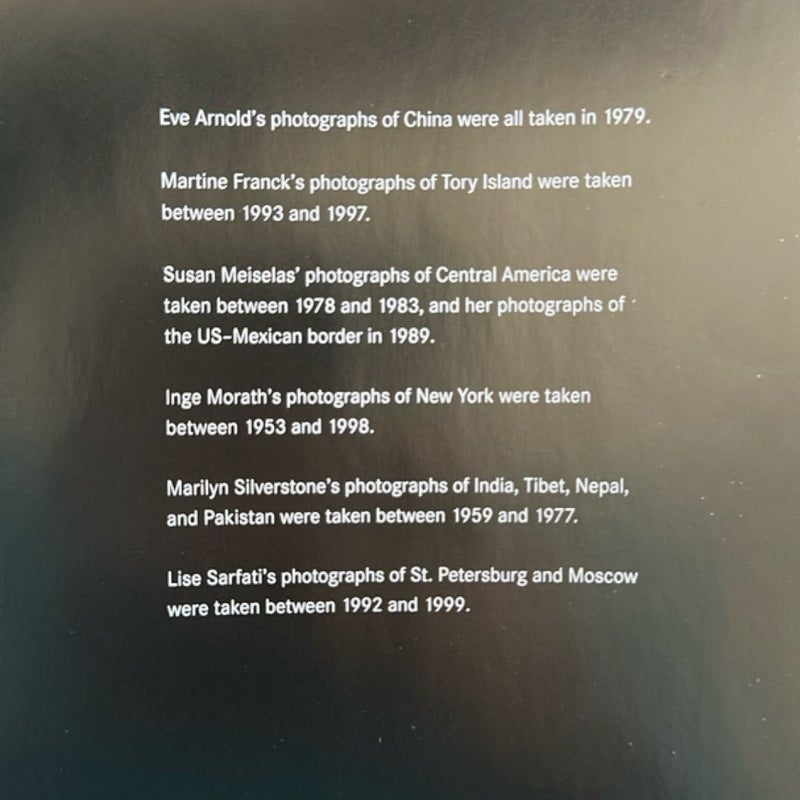 Eve Arnold's photographs of China were all taken in 1979.
Martine Franck's photographs of Tory Island were taken
between 1993 and 1997.
Susan Meiselas' photographs of Central America were
taken between 1978 and 1983, and her photographs of
the US-Mexican border in 1989.
Inge Morath's photographs of New York were taken
between 1953 and 1998.
Marilyn Silverstone's photographs of India, Tibet, Nepal,
and Pakistan were taken between 1959 and 1977.
Lise Sarfati's photographs of St. Petersburg and Moscow
were taken between 1992 and 1999.